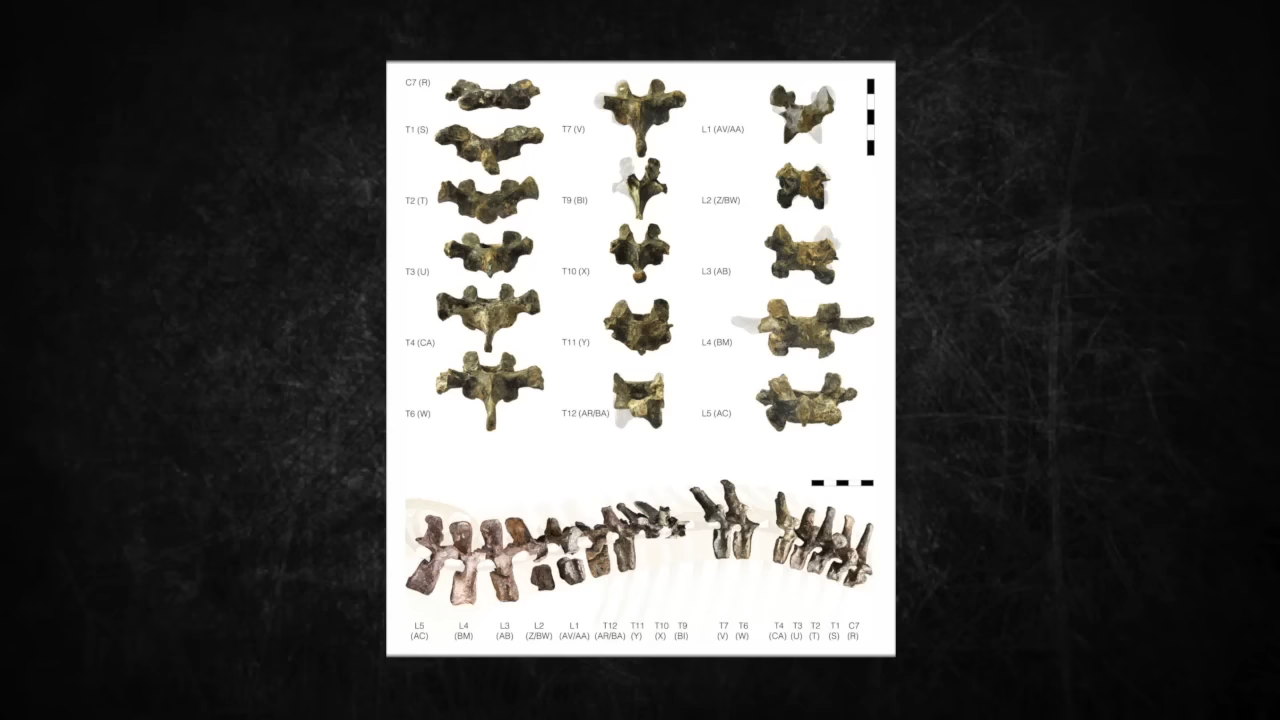 C7 (R)
T1 (S)
T2 (T)
T3 (U)
T4 (CA)
T6 (W)
T7 (V)
T9 (BI)
T10 (X)
T11 (Y)
T12 (AR/BA)
L1 (AV/AA)
L2 (Z/BW)
L3 (AB)
L4 (BM)
L5 (AC)
L5 L4 L3 L2 L1 T12 T11 T10 T9 T7 T6 T4 T3 T2 T1 C7
(AC) (BM) (AB) (Z/BW) (AV/AA) (AR/BA) (Y) (X) (BI) (V) (W) (CA) (U) (T) (S) (R)